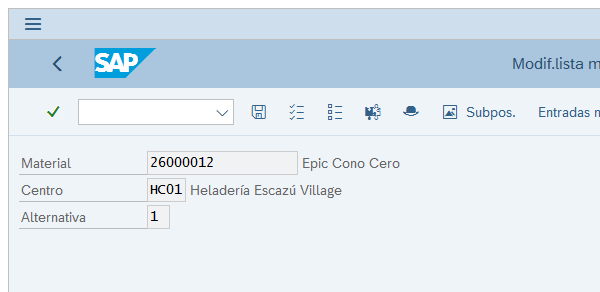 SAP
Modif.lista m
Subpos. Entradas
Material 26000012 Epic Cono Cero
Centro HC01 Heladería Escazú Village
Alternativa 1